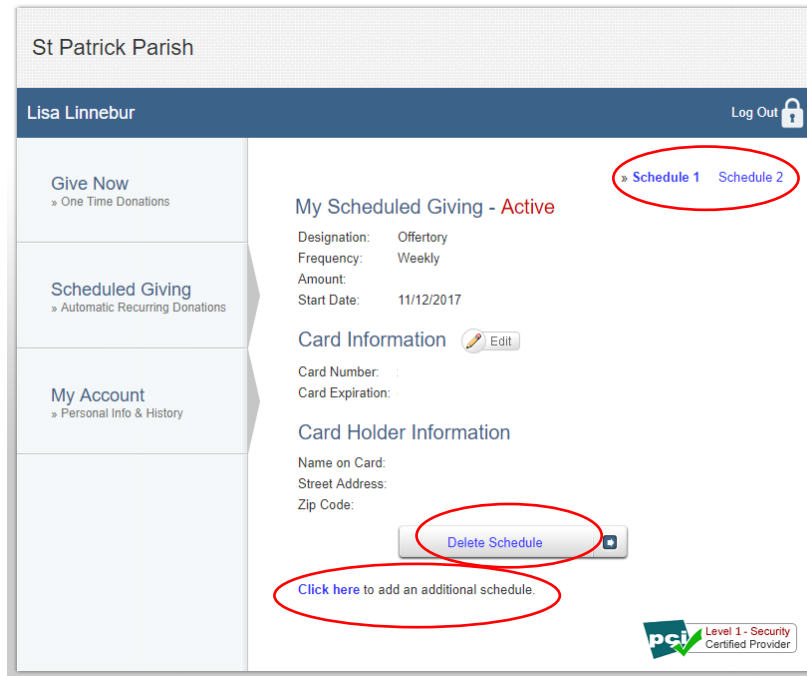 St Patrick Parish
Lisa Linnebur
Log Out
Give Now
» One Time Donations
Scheduled Giving
» Automatic Recurring Donations
My Account
» Personal Info & History
» Schedule 1 Schedule 2
My Scheduled Giving - Active
Designation: Offertory
Frequency: Weekly
Amount:
Start Date: 11/12/2017
Card Information Edit
Card Number:
Card Expiration:
Card Holder Information
Name on Card:
Street Address:
Zip Code:
Delete Schedule
Click here to add an additional schedule.
pci Level 1 - Security
Certified Provider